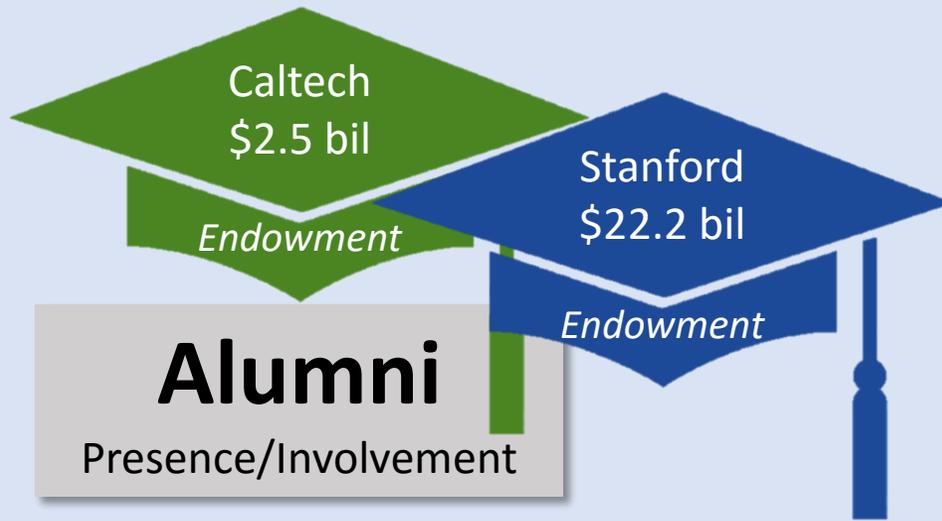 Caltech
$2.5 bil
Endowment
Stanford
$22.2 bil
Endowment
Alumni
Presence/Involvement